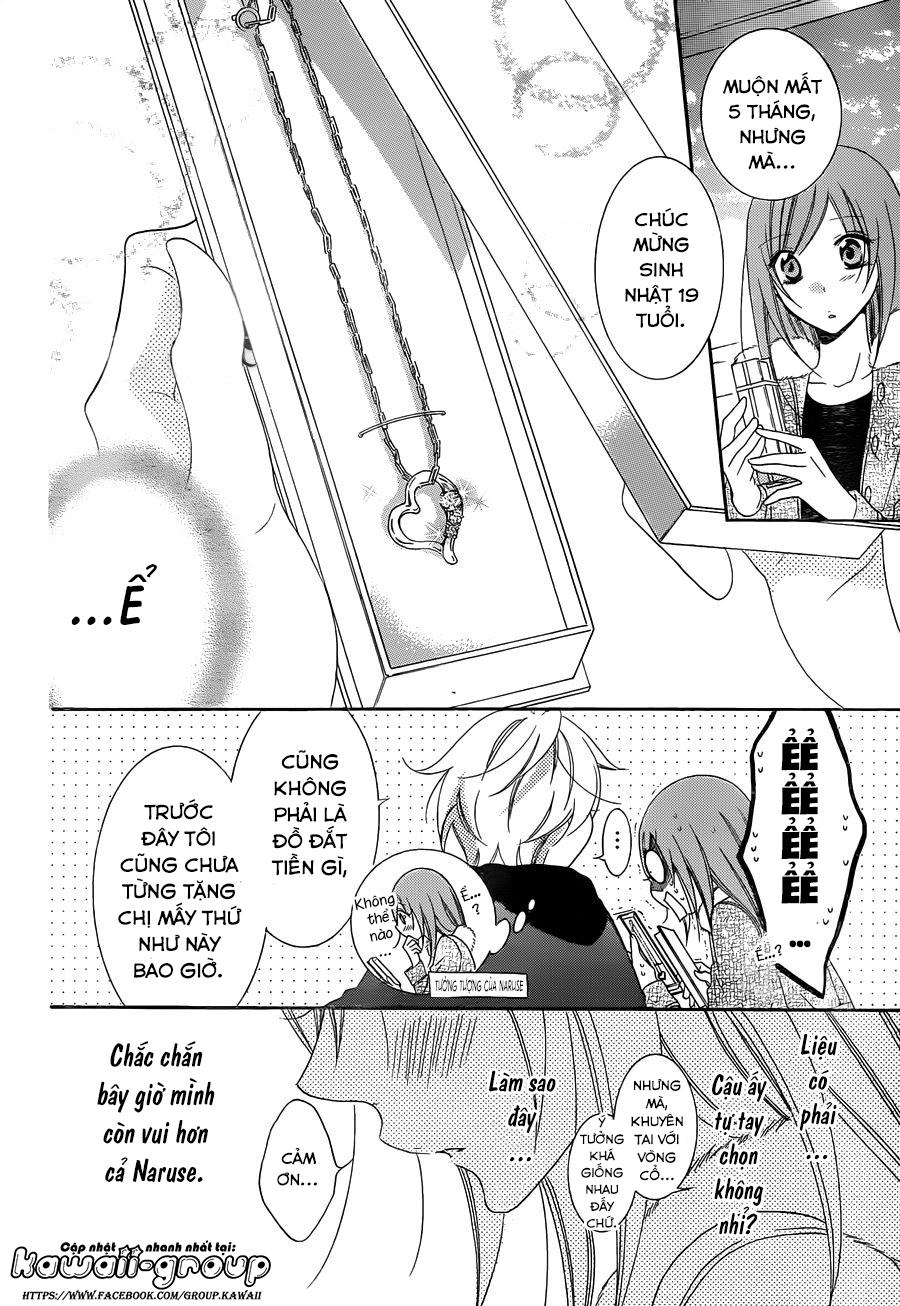 MUỘN MẤT
5 THÁNG,
NHƯNG
MÀ...
CHÚC
MỪNG
SINH
NHẬT 19
TUỔI.
...Ể
ỂỂ
ỂỂ
ỂỂ
ỂỂ
...
Ể...?
...
CŨNG
KHÔNG
PHẢI LÀ
ĐỒ ĐẮT
TIỀN GÌ,
Ể...
?
Không
thể
nào
TƯỞNG TƯỢNG CỦA NARUSE
TRƯỚC
ĐÂY TÔI
CŨNG CHƯA
TỪNG TẶNG
CHỊ MẤY THỨ
NHƯ NÀY
BAO GIỜ.
Liệu
có
phải
...
Cậu ấy
tự tay
chọn
không
nhỉ?
NHƯNG
MÀ,
KHUYÊN
TAI VỚI
VÒNG
CỔ...
Ý
TƯỞNG
KHÁ
GIỐNG
NHAU
ĐẤY
CHỨ.
Làm sao
đây
...
CẢM
ƠN...
Chắc chắn
bây giờ mình
còn vui hơn
cả Naruse.
Cập nhật nhanh nhất tại:
kawaii-group
HTTPS://WWW.FACEBOOK.COM/GROUP.KAWAII